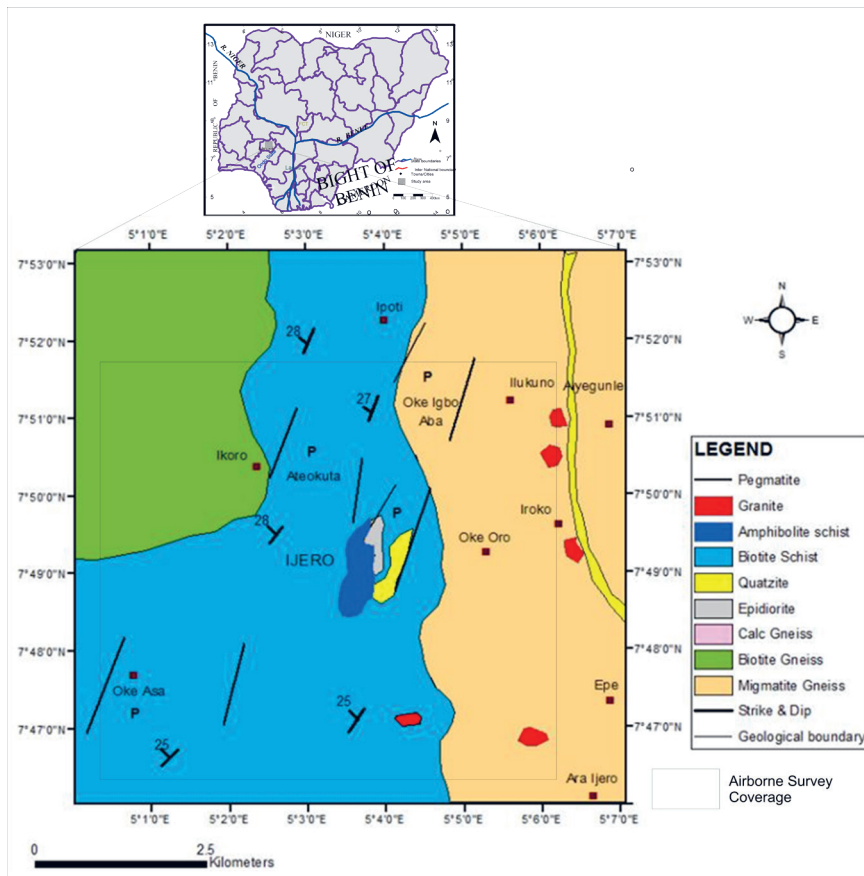 NIGER
R. NIGER
REPUBLIC OF BENIN
R. BENUE
N
BIGHT OF
BENIN
Study area
5°1'0"E 5°2'0"E 5°3'0"E 5°4'0"E 5°5'0"E 5°6'0"E 5°7'0"E
7°53'0"N 7°53'0"N
7°52'0"N 7°52'0"N
7°51'0"N 7°51'0"N
7°50'0"N 7°50'0"N
7°49'0"N 7°49'0"N
7°48'0"N 7°48'0"N
7°47'0"N 7°47'0"N
Ipoti
28
P
Ilukuno
Aiyegunle
27
Oke Igbo
Aba
Ikoro
P
Ateokuta
P
28
Iroko
Oke Oro
IJERO
Oke Asa
P
Epe
25
25
Ara Ijero
5°1'0"E 5°2'0"E 5°3'0"E 5°4'0"E 5°5'0"E 5°6'0"E 5°7'0"E
N
W E
S
LEGEND
Pegmatite
Granite
Amphibolite schist
Biotite Schist
Quatzite
Epidiorite
Calc Gneiss
Biotite Gneiss
Migmatite Gneiss
Strike & Dip
Geological boundary
Airborne Survey
Coverage
0 2.5
Kilometers